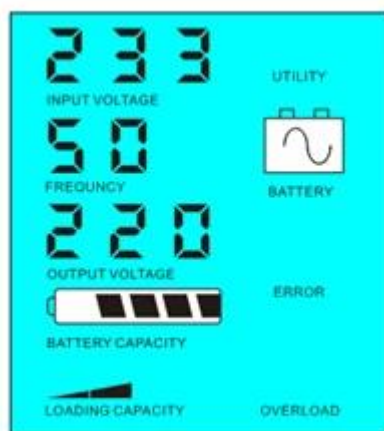 233
UTILITY
INPUT VOLTAGE
50
FREQUNCY
BATTERY
220
OUTPUT VOLTAGE
ERROR
BATTERY CAPACITY
LOADING CAPACITY
OVERLOAD